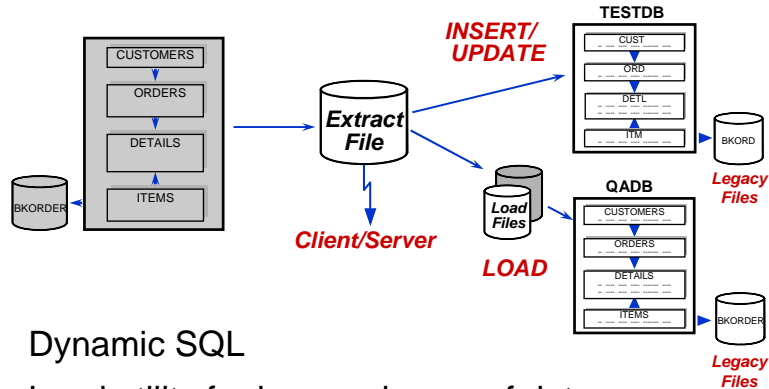 TESTDB
INSERT/
UPDATE
CUST
ORD
DETL
ITM
BKORD
Legacy
Files
CUSTOMERS
ORDERS
DETAILS
ITEMS
BKORDER
Extract
File
Client/Server
Load
Files
LOAD
QADB
CUSTOMERS
ORDERS
DETAILS
ITEMS
BKORDER
Legacy
Files
Dynamic SQL